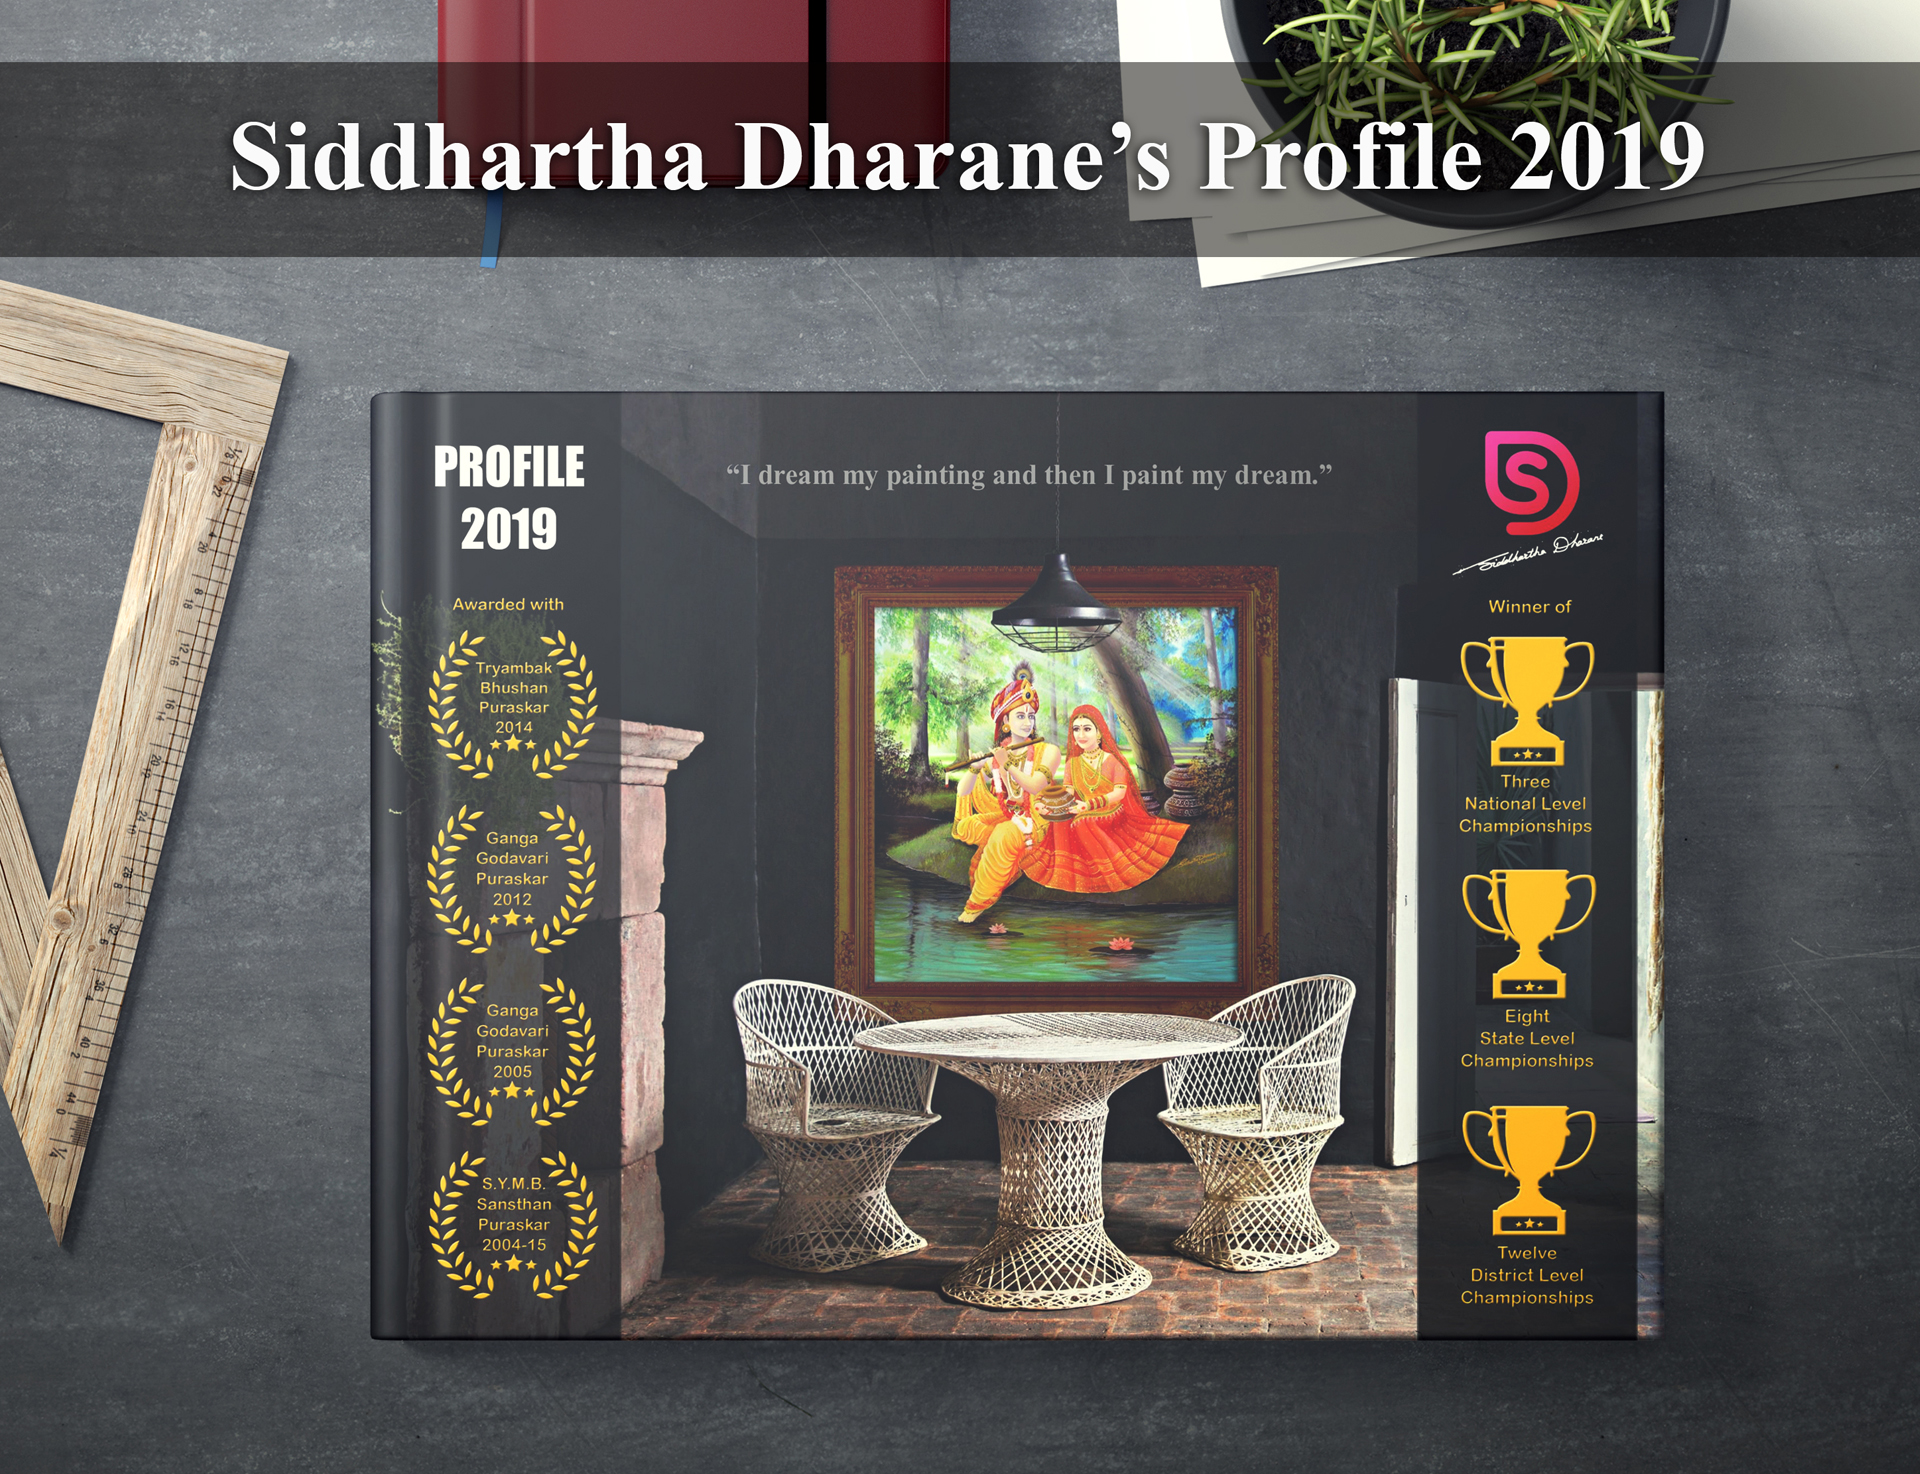 Siddhartha Dharane’s Profile 2019
PROFILE
2019
“I dream my painting and then I paint my dream.”
Siddhartha Dharane
Awarded with
Tryambak
Bhushan
Puraskar
2014
Ganga
Godavari
Puraskar
2012
Ganga
Godavari
Puraskar
2005
S.Y.M.B.
Sansthan
Puraskar
2004-15
Winner of
Three
National Level
Championships
Eight
State Level
Championships
Twelve
District Level
Championships